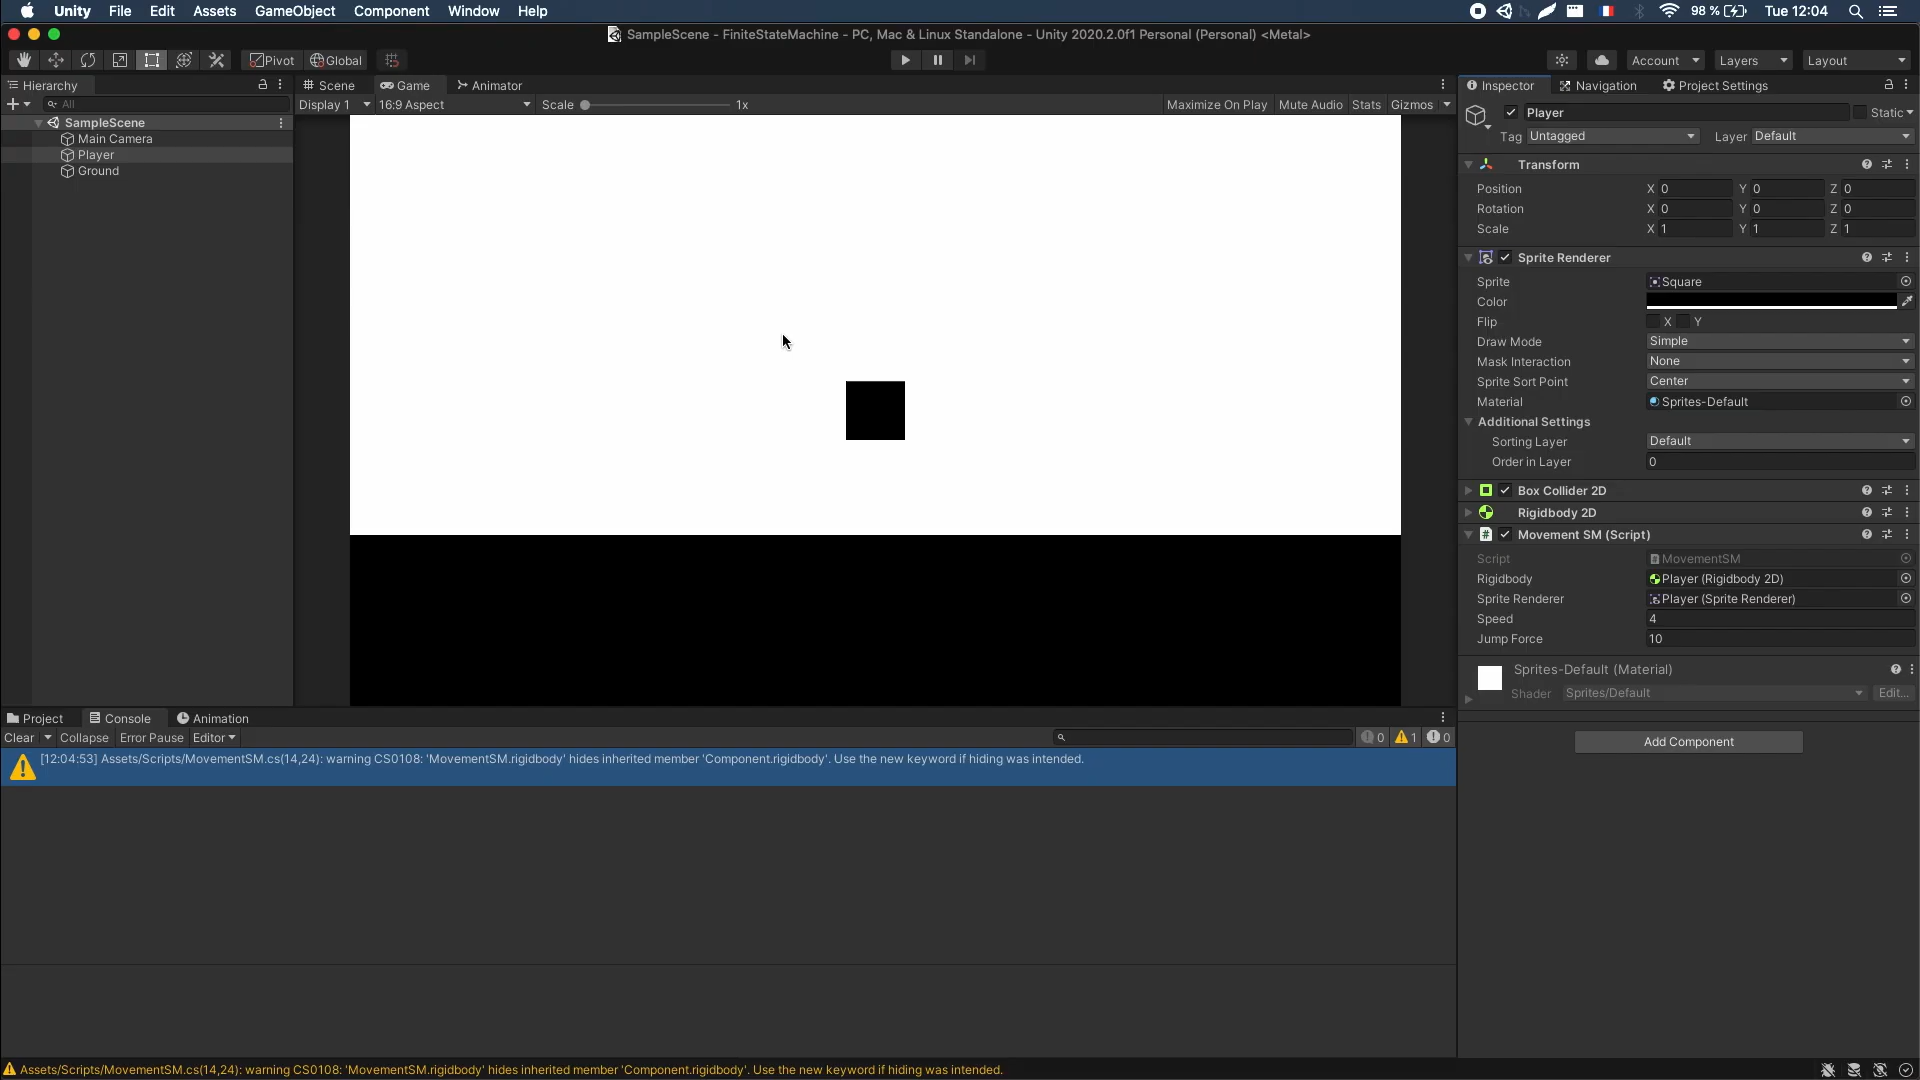 Unity File Edit Assets GameObject Component Window Help
98 % Tue 12:04
SampleScene - FiniteStateMachine - PC, Mac & Linux Standalone - Unity 2020.2.0f1 Personal (Personal) <Metal>
Pivot Global
Account Layers Layout
Hierarchy
All
SampleScene
Main Camera
Player
Ground
Scene Game Animator
Display 1 16:9 Aspect Scale 1x Maximize On Play Mute Audio Stats Gizmos
Inspector Navigation Project Settings
Player Static
Tag Untagged Layer Default
Transform
Position X 0 Y 0 Z 0
Rotation X 0 Y 0 Z 0
Scale X 1 Y 1 Z 1
Sprite Renderer
Sprite Square
Color
Flip X Y
Draw Mode Simple
Mask Interaction None
Sprite Sort Point Center
Material Sprites-Default
Additional Settings
Sorting Layer Default
Order in Layer 0
Box Collider 2D
Rigidbody 2D
Movement SM (Script)
Script MovementSM
Rigidbody Player (Rigidbody 2D)
Sprite Renderer Player (Sprite Renderer)
Speed 4
Jump Force 10
Sprites-Default (Material)
Shader Sprites/Default Edit...
Add Component
Project Console Animation
Clear Collapse Error Pause Editor 0 1 0
[12:04:53] Assets/Scripts/MovementSM.cs(14,24): warning CS0108: 'MovementSM.rigidbody' hides inherited member 'Component.rigidbody'. Use the new keyword if hiding was intended.
Assets/Scripts/MovementSM.cs(14,24): warning CS0108: 'MovementSM.rigidbody' hides inherited member 'Component.rigidbody'. Use the new keyword if hiding was intended.